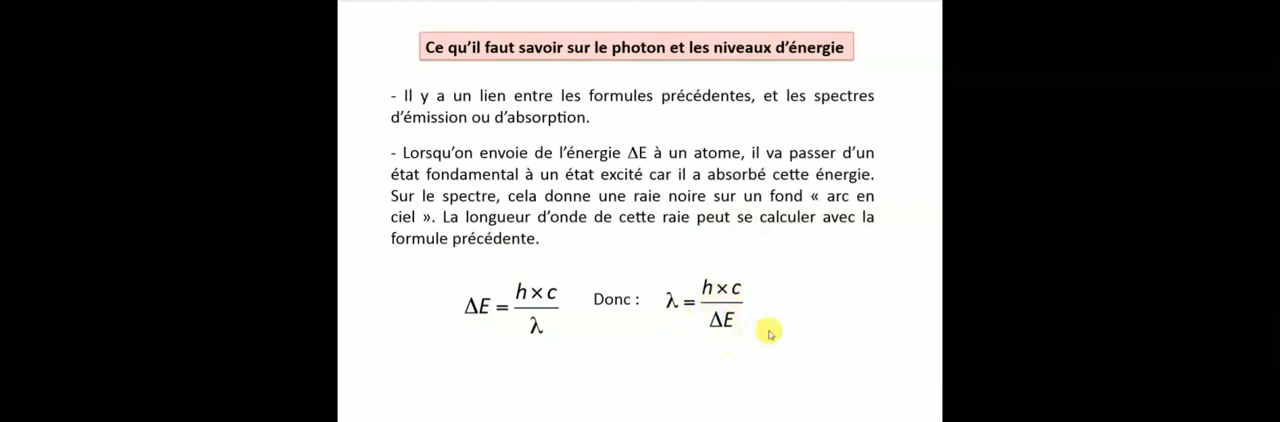 Ce qu'il faut savoir sur le photon et les niveaux d'énergie
- Il y a un lien entre les formules précédentes, et les spectres
d'émission ou d'absorption.
- Lorsqu'on envoie de l'énergie ΔE à un atome, il va passer d'un
état fondamental à un état excité car il a absorbé cette énergie.
Sur le spectre, cela donne une raie noire sur un fond « arc en
ciel ». La longueur d'onde de cette raie peut se calculer avec la
formule précédente.
ΔE = h × c / λ Donc : λ = h × c / ΔE